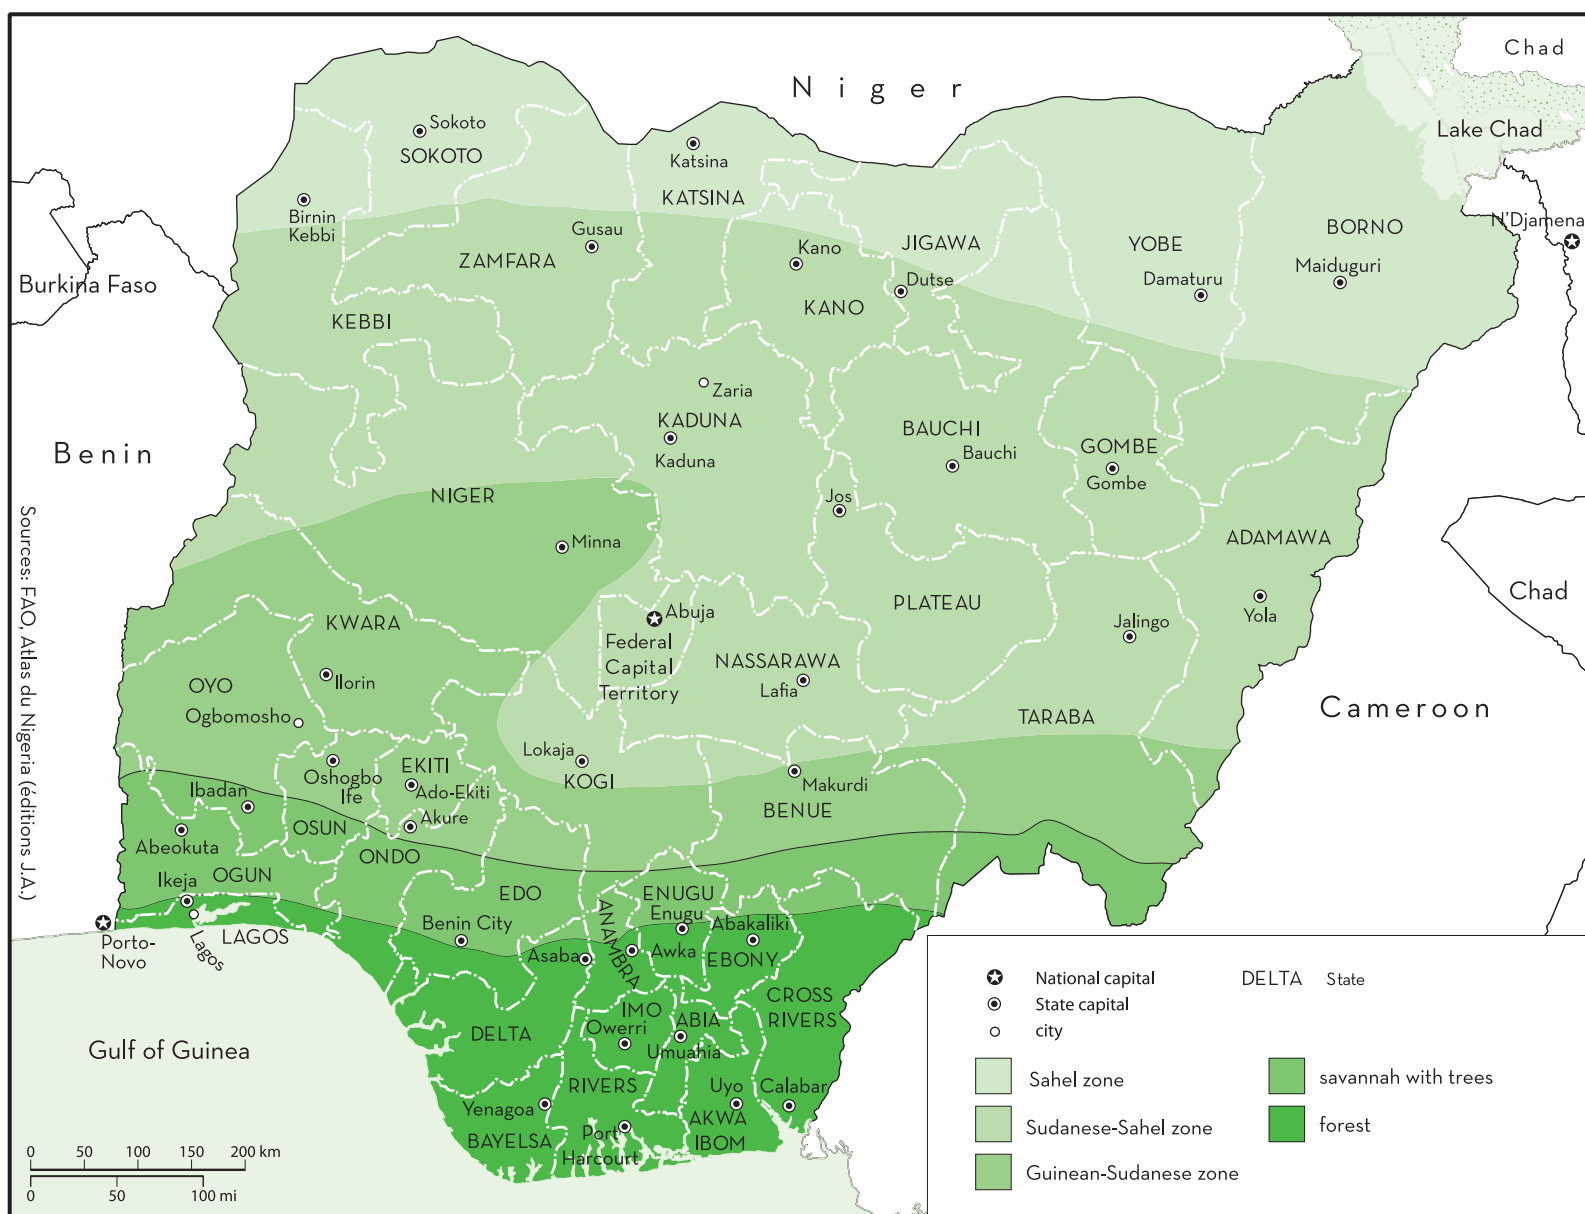 Niger
Chad
Lake Chad
N'Djamena
Sokoto
SOKOTO
Katsina
KATSINA
Birnin
Kebbi
Gusau
ZAMFARA
Kano
JIGAWA
YOBE
BORNO
Burkina Faso
Dutse
Damaturu
Maiduguri
KEBBI
KANO
Zaria
KADUNA
Kaduna
BAUCHI
Bauchi
GOMBE
Gombe
Benin
NIGER
Jos
Minna
ADAMAWA
PLATEAU
Yola
Chad
Abuja
Federal
Capital
Territory
KWARA
Jalingo
NASSARAWA
Lafia
OYO
Ilorin
Ogbomosho
TARABA
Cameroon
Lokaja
KOGI
Makurdi
BENUE
Oshogbo
Ife
EKITI
Ado-Ekiti
Ibadan
OSUN
Akure
Abeokuta
ONDO
OGUN
Ikeja
EDO
ENUGU
Enugu
Benin City
ANAMBRA
Abakaliki
Porto-
Novo
LAGOS
Lagos
Asaba
Awka
EBONY
CROSS
RIVERS
IMO
Owerri
ABIA
Umuahia
DELTA
Gulf of Guinea
RIVERS
Uyo
Calabar
Yenagoa
BAYELSA
Port
Harcourt
AKWA
IBOM
Sources: FAO, Atlas du Nigeria (éditions J.A.)
0 50 100 150 200 km
0 50 100 mi
National capital
State capital
city
DELTA State
Sahel zone
Sudanese-Sahel zone
Guinean-Sudanese zone
savannah with trees
forest